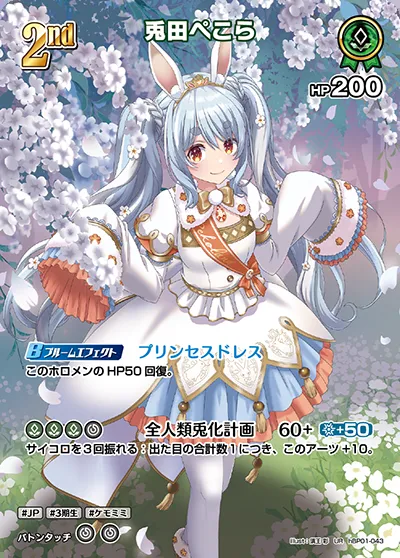 2nd
兎田ぺこら
HP200
Bブルームエフェクト プリンセスドレス
このホロメンのHP50回復。
全人類兎化計画 60+ +50
サイコロを3回振れる:出た目の合計数1につき、このアーツ+10。
#JP #3期生 #ケモミミ
バトンタッチ
illust: UR hBP01-043